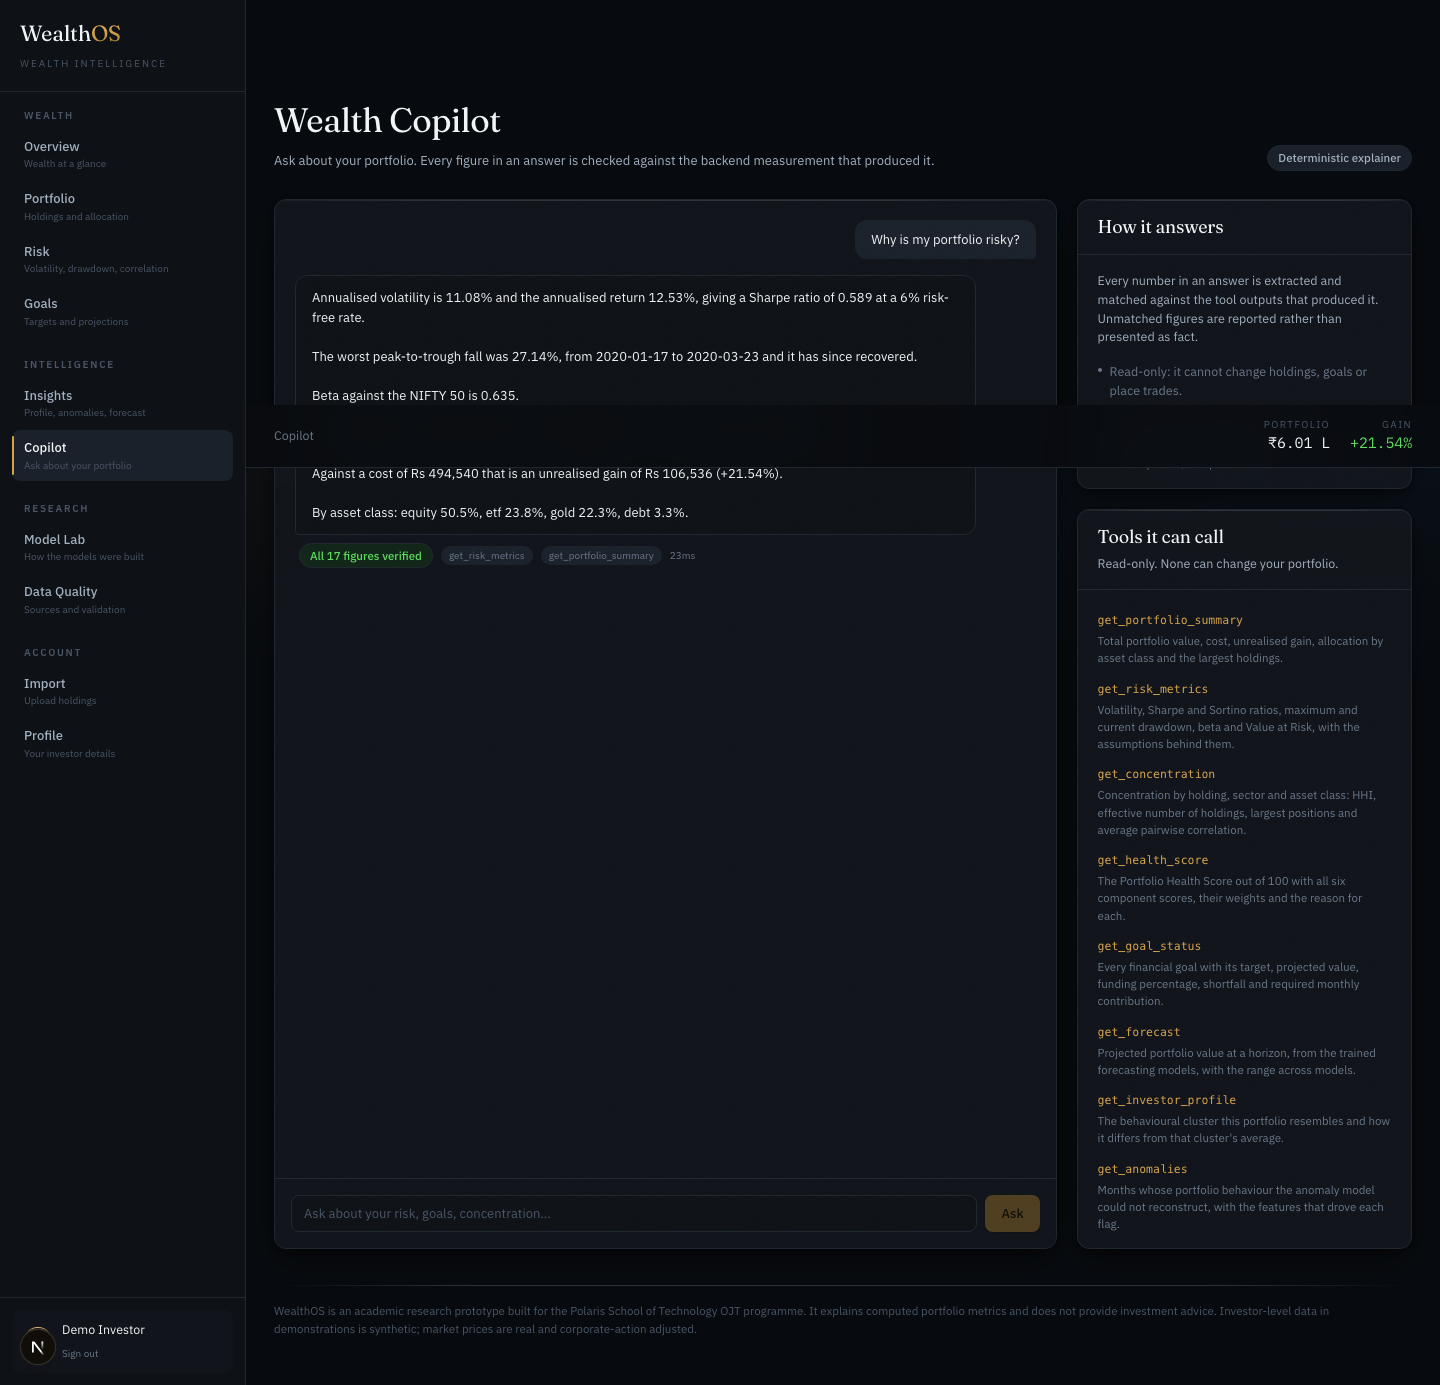 WealthOS
WEALTH INTELLIGENCE
WEALTH
Overview
Wealth at a glance
Portfolio
Holdings and allocation
Risk
Volatility, drawdown, correlation
Goals
Targets and projections
INTELLIGENCE
Insights
Profile, anomalies, forecast
Copilot
Ask about your portfolio
RESEARCH
Model Lab
How the models were built
Data Quality
Sources and validation
ACCOUNT
Import
Upload holdings
Profile
Your investor details
N
Demo Investor
Sign out
Wealth Copilot
Ask about your portfolio. Every figure in an answer is checked against the backend measurement that produced it.
Deterministic explainer
Why is my portfolio risky?
Annualised volatility is 11.08% and the annualised return 12.53%, giving a Sharpe ratio of 0.589 at a 6% risk-
free rate.
The worst peak-to-trough fall was 27.14%, from 2020-01-17 to 2020-03-23 and it has since recovered.
Beta against the NIFTY 50 is 0.635.
Copilot
PORTFOLIO
₹6.01 L
GAIN
+21.54%
Against a cost of Rs 494,540 that is an unrealised gain of Rs 106,536 (+21.54%).
By asset class: equity 50.5%, etf 23.8%, gold 22.3%, debt 3.3%.
All 17 figures verified
get_risk_metrics
get_portfolio_summary
23ms
Ask about your risk, goals, concentration...
Ask
How it answers
Every number in an answer is extracted and
matched against the tool outputs that produced it.
Unmatched figures are reported rather than
presented as fact.
• Read-only: it cannot change holdings, goals or
place trades.
Tools it can call
Read-only. None can change your portfolio.
get_portfolio_summary
Total portfolio value, cost, unrealised gain, allocation by
asset class and the largest holdings.
get_risk_metrics
Volatility, Sharpe and Sortino ratios, maximum and
current drawdown, beta and Value at Risk, with the
assumptions behind them.
get_concentration
Concentration by holding, sector and asset class: HHI,
effective number of holdings, largest positions and
average pairwise correlation.
get_health_score
The Portfolio Health Score out of 100 with all six
component scores, their weights and the reason for
each.
get_goal_status
Every financial goal with its target, projected value,
funding percentage, shortfall and required monthly
contribution.
get_forecast
Projected portfolio value at a horizon, from the trained
forecasting models, with the range across models.
get_investor_profile
The behavioural cluster this portfolio resembles and how
it differs from that cluster's average.
get_anomalies
Months whose portfolio behaviour the anomaly model
could not reconstruct, with the features that drove each
flag.
WealthOS is an academic research prototype built for the Polaris School of Technology OJT programme. It explains computed portfolio metrics and does not provide investment advice. Investor-level data in
demonstrations is synthetic; market prices are real and corporate-action adjusted.